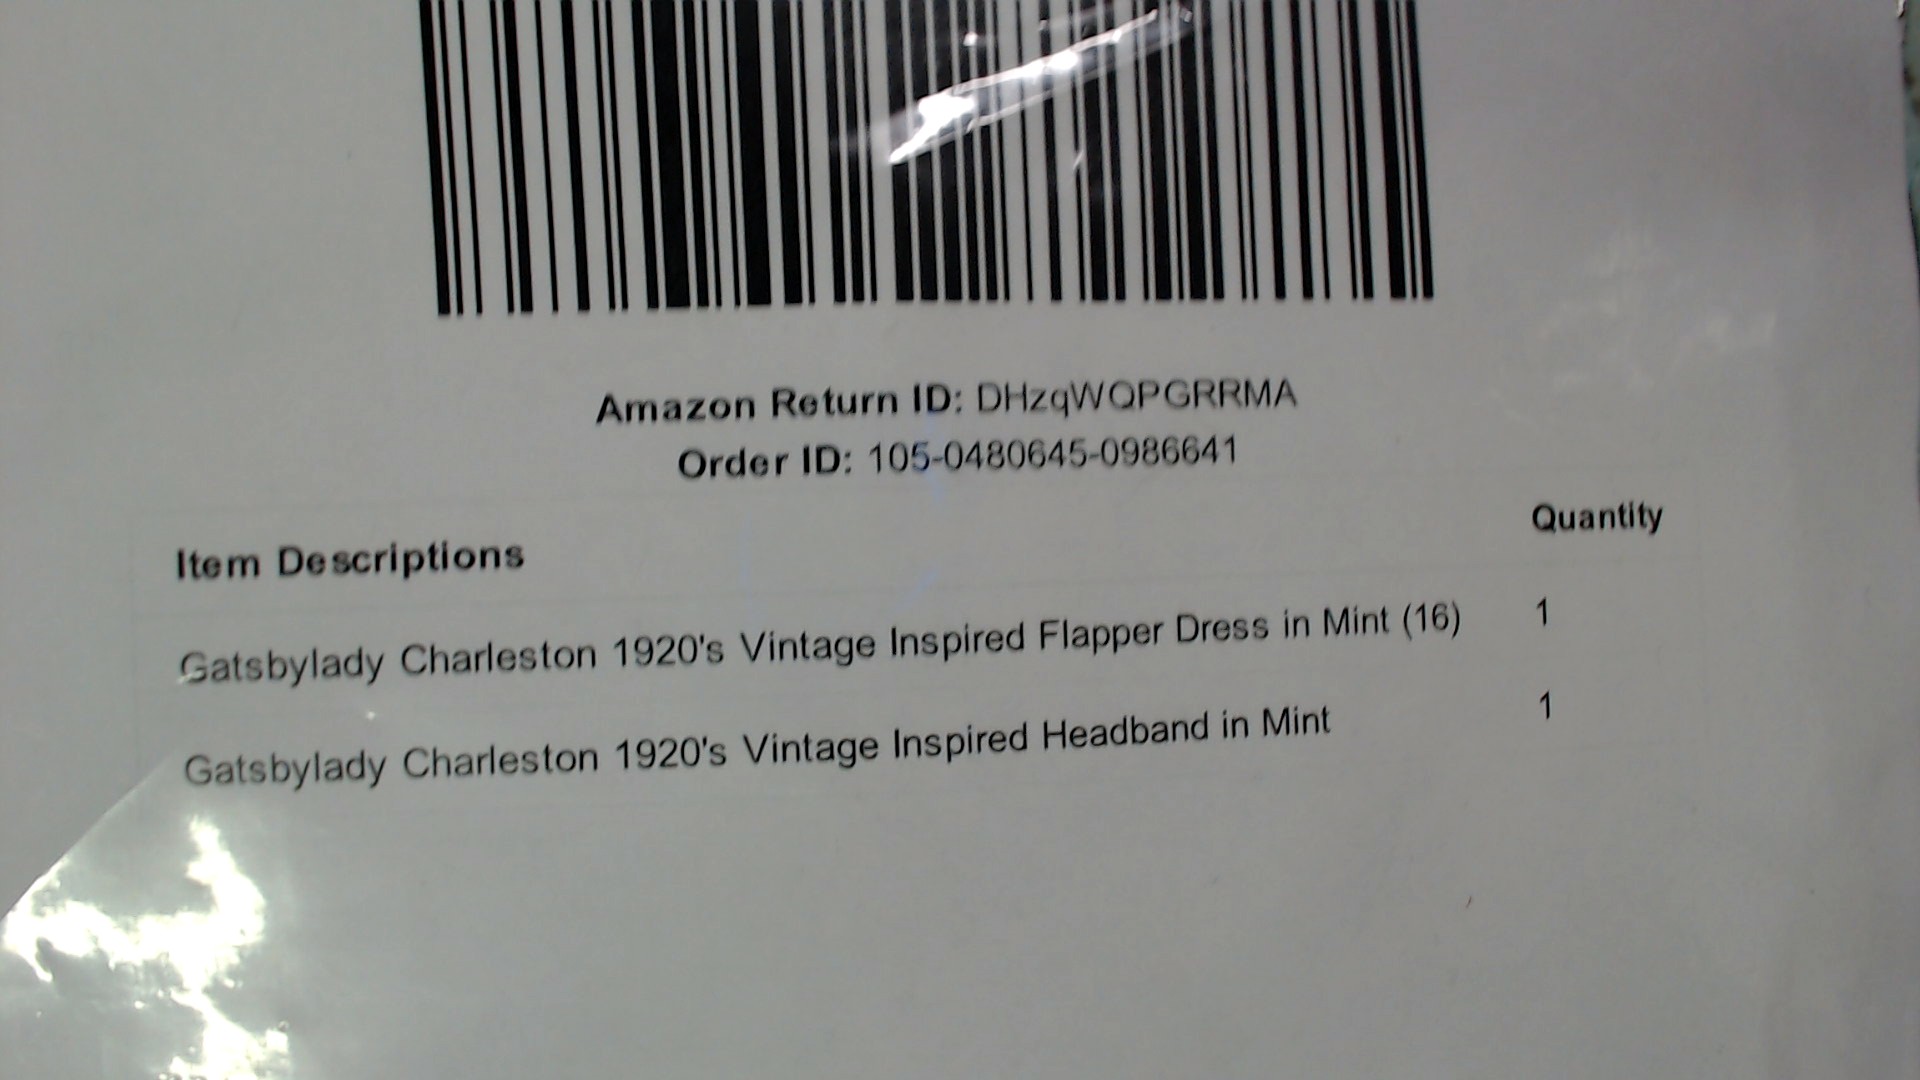 Amazon Return ID: DHzqWQPGRRMA
Order ID: 105-0480645-0986641
Item Descriptions Quantity
Gatsbylady Charleston 1920's Vintage Inspired Flapper Dress in Mint (16) 1
Gatsbylady Charleston 1920's Vintage Inspired Headband in Mint 1